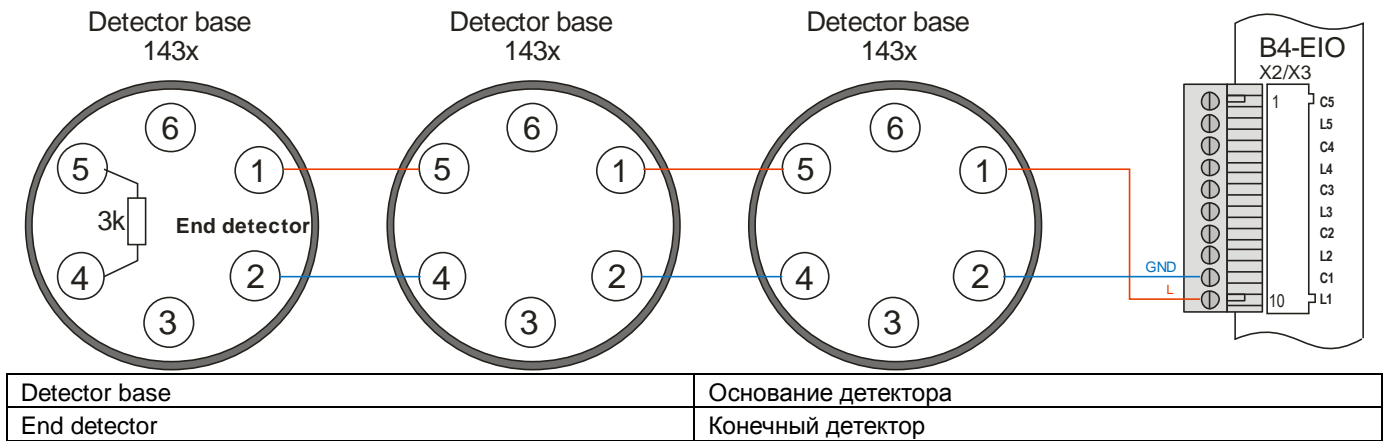 Detector base
143x
Detector base
143x
Detector base
143x
B4-EIO
X2/X3
6
5
1
3k
End detector
4
2
3
6
5
1
4
2
3
6
5
1
4
2
3
GND
L
1
10
C5
L5
C4
L4
C3
L3
C2
L2
C1
L1
Detector base Основание детектора
End detector Конечный детектор